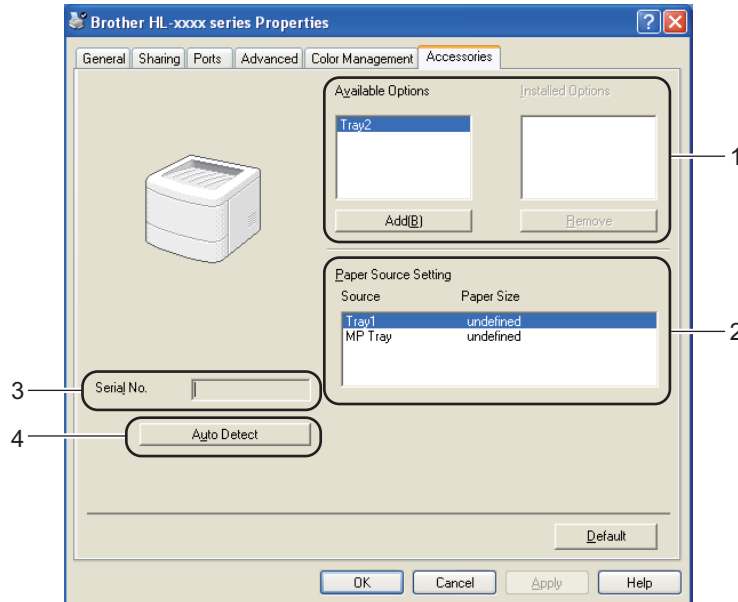 Brother HL-xxxx series Properties
General Sharing Ports Advanced Color Management Accessories
Available Options Installed Options
Tray2
1
Add(B) Remove
Paper Source Setting
Source Paper Size
Tray1 undefined
MP Tray undefined
2
3 Serial No.
4 Auto Detect
Default
OK Cancel Apply Help